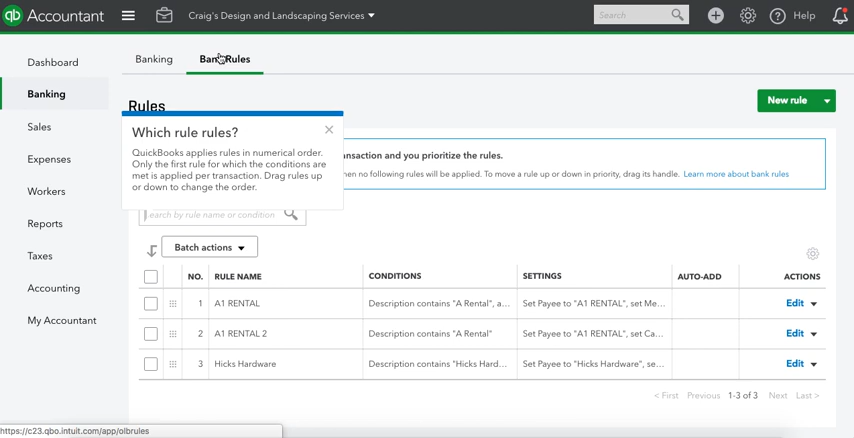 qb Accountant Craig's Design and Landscaping Services Search Help
Dashboard
Banking
Sales
Expenses
Workers
Reports
Taxes
Accounting
My Accountant
Banking Bank Rules
Rules
New rule
Which rule rules?
QuickBooks applies rules in numerical order.
Only the first rule for which the conditions are
met is applied per transaction. Drag rules up
or down to change the order.
ansaction and you prioritize the rules.
hen no following rules will be applied. To move a rule up or down in priority, drag its handle. Learn more about bank rules
Search by rule name or condition
Batch actions
NO. RULE NAME CONDITIONS SETTINGS AUTO-ADD ACTIONS
1 A1 RENTAL Description contains "A Rental", a... Set Payee to "A1 RENTAL", set Me... Edit
2 A1 RENTAL 2 Description contains "A Rental" Set Payee to "A1 RENTAL", set Ca... Edit
3 Hicks Hardware Description contains "Hicks Hard... Set Payee to "Hicks Hardware", se... Edit
< First Previous 1-3 of 3 Next Last >
https://c23.qbo.intuit.com/app/olbrules